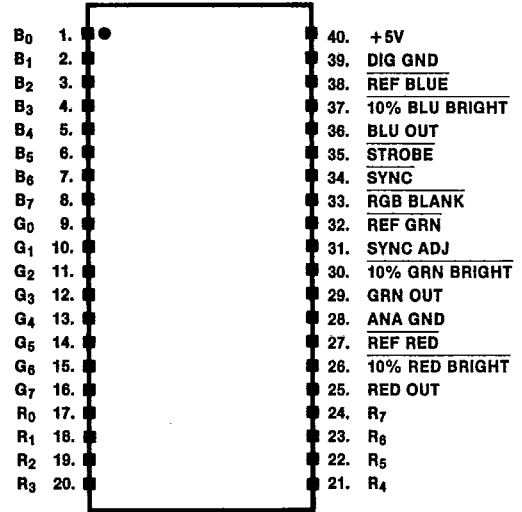 B0 1. 40. +5V
B1 2. 39. DIG GND
B2 3. 38. REF BLUE
B3 4. 37. 10% BLU BRIGHT
B4 5. 36. BLU OUT
B5 6. 35. STROBE
B6 7. 34. SYNC
B7 8. 33. RGB BLANK
G0 9. 32. REF GRN
G1 10. 31. SYNC ADJ
G2 11. 30. 10% GRN BRIGHT
G3 12. 29. GRN OUT
G4 13. 28. ANA GND
G5 14. 27. REF RED
G6 15. 26. 10% RED BRIGHT
G7 16. 25. RED OUT
R0 17. 24. R7
R1 18. 23. R6
R2 19. 22. R5
R3 20. 21. R4